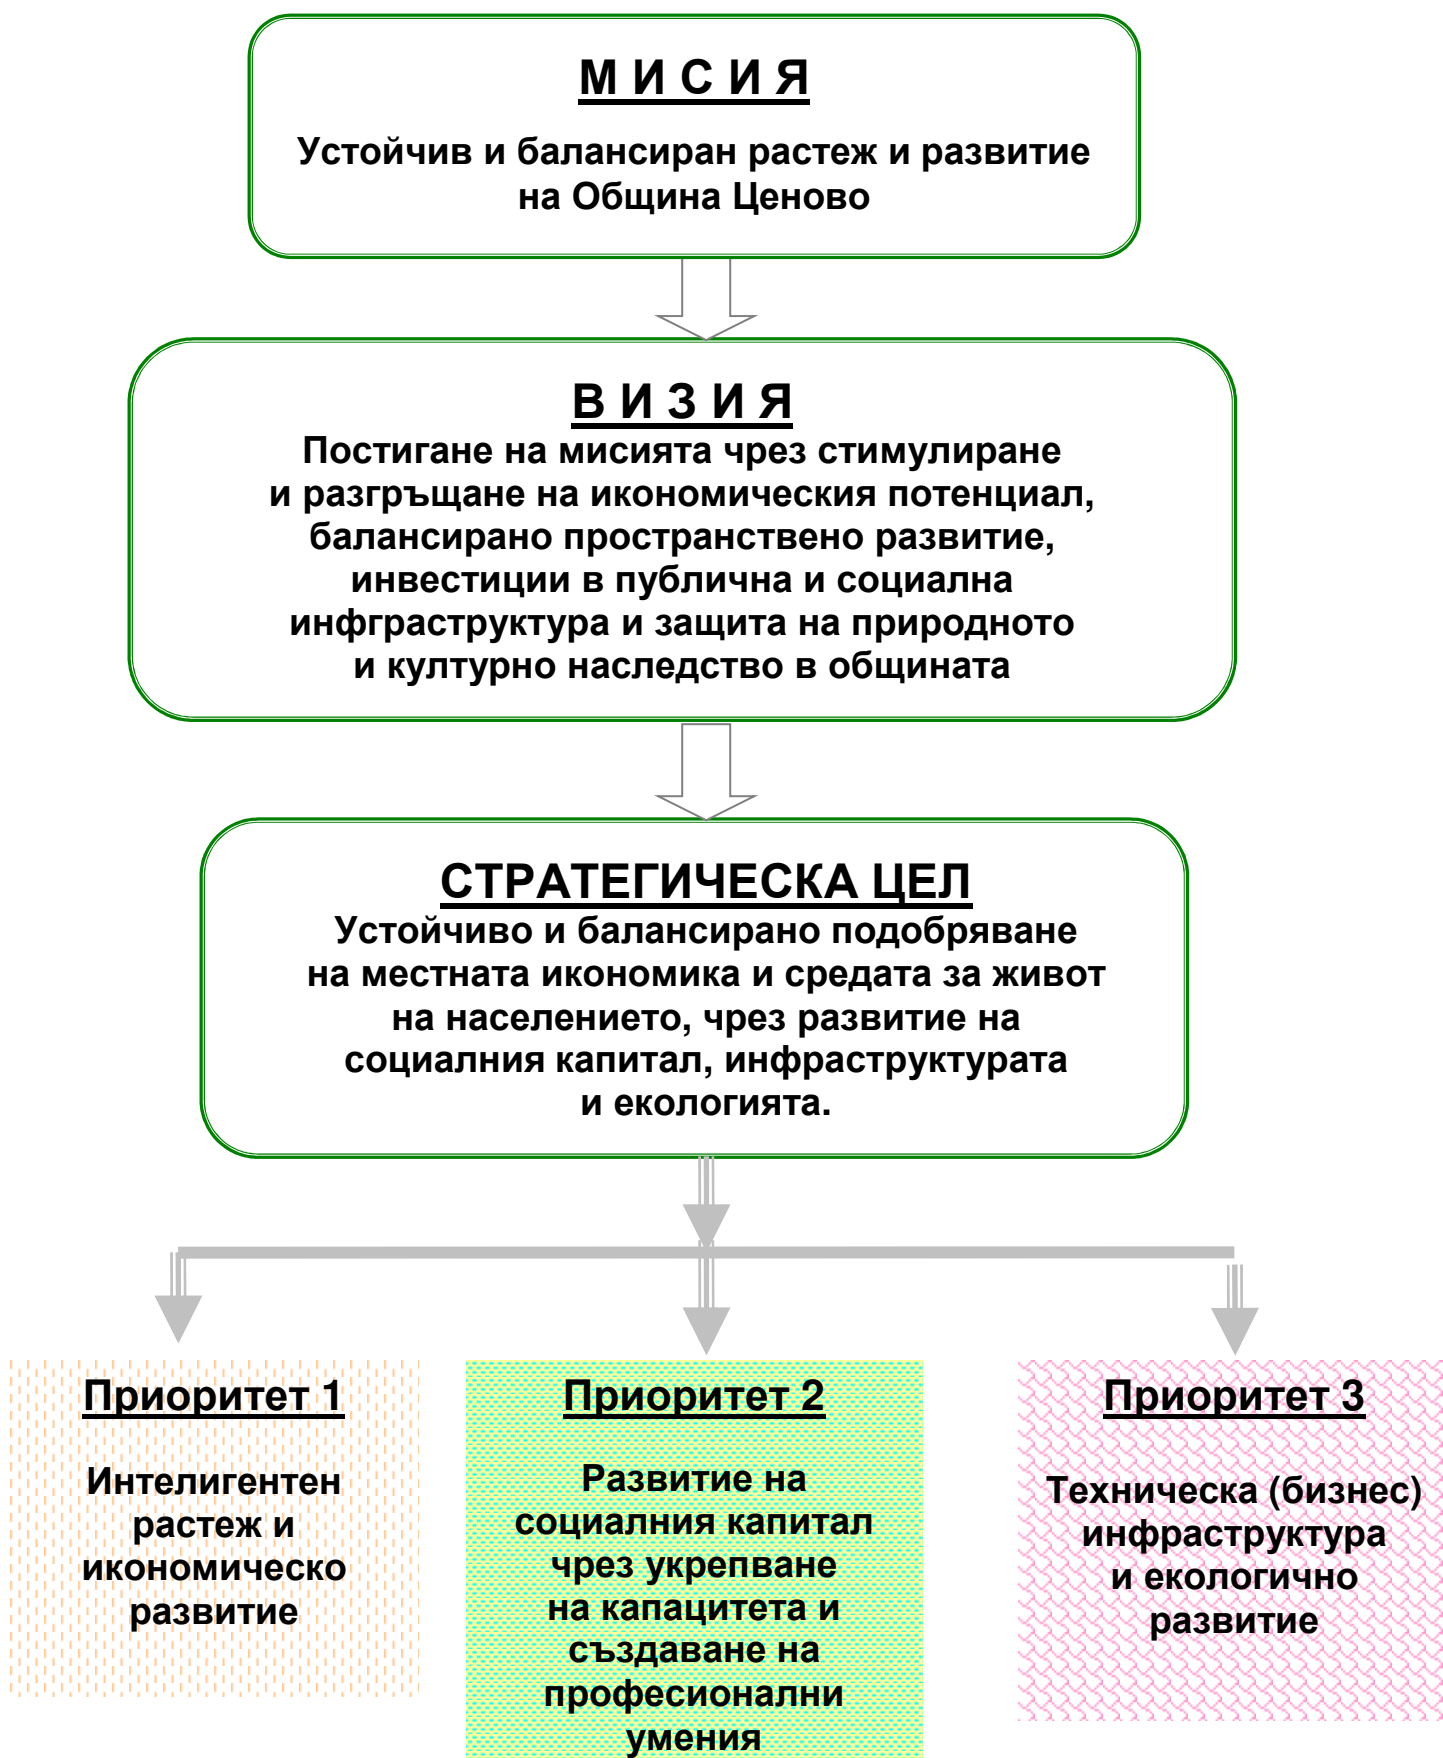 М И С И Я
Устойчив и балансиран растеж и развитие
на Община Ценово
В И З И Я
Постигане на мисията чрез стимулиране
и разгръщане на икономическия потенциал,
балансирано пространствено развитие,
инвестиции в публична и социална
инфграструктура и защита на природното
и културно наследство в общината
СТРАТЕГИЧЕСКА ЦЕЛ
Устойчиво и балансирано подобряване
на местната икономика и средата за живот
на населението, чрез развитие на
социалния капитал, инфраструктурата
и екологията.
Приоритет 1
Интелигентен
растеж и
икономическо
развитие
Приоритет 2
Развитие на
социалния капитал
чрез укрепване
на капацитета и
създаване на
професионални
умения
Приоритет 3
Техническа (бизнес)
инфраструктура
и екологично
развитие